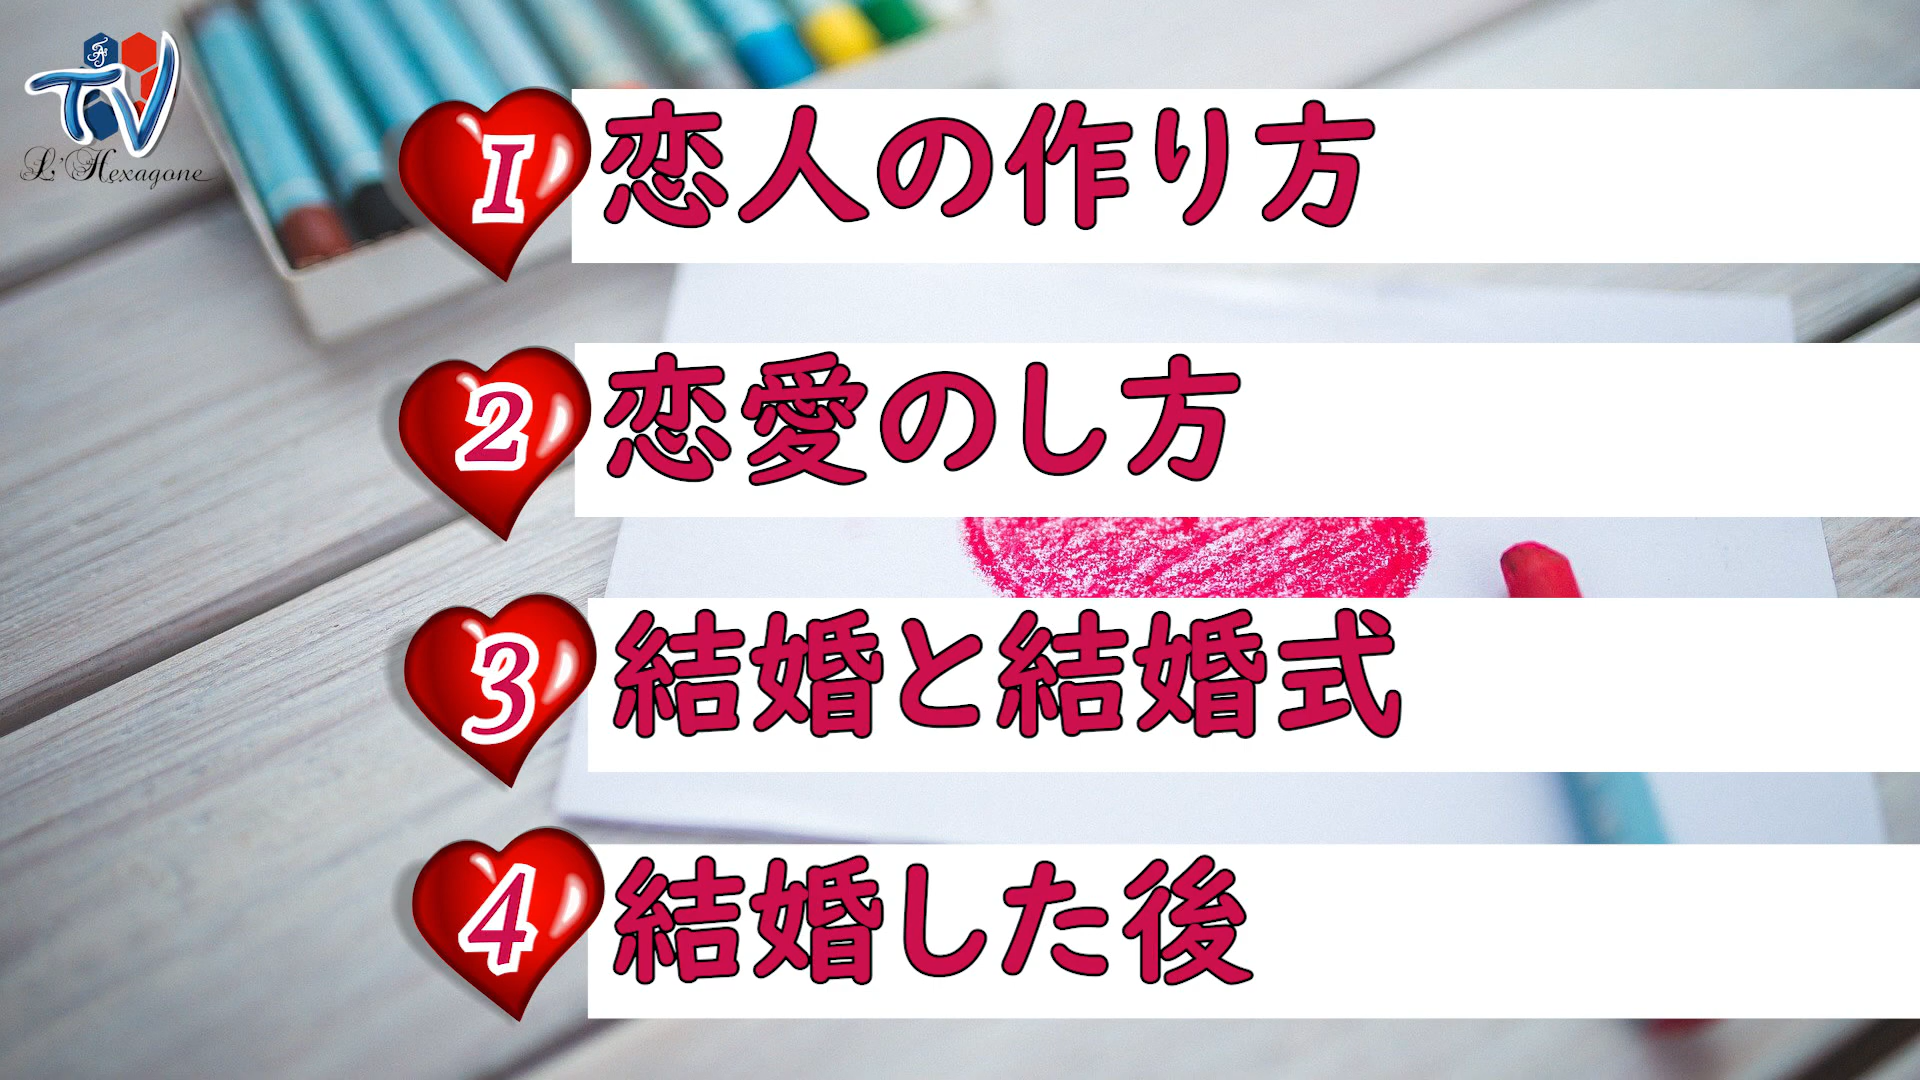 TV
L'Hexagone
1 恋人の作り方
2 恋愛のし方
3 結婚と結婚式
4 結婚した後